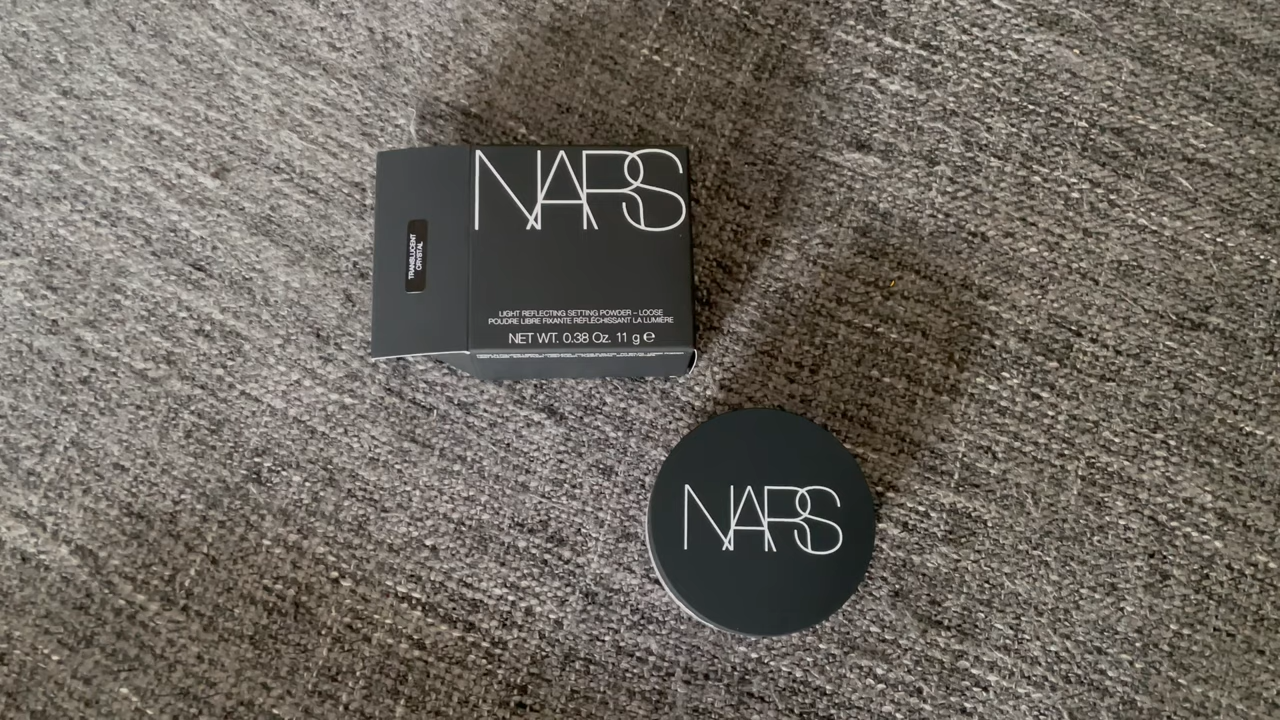 NARS
TRANSLUCENT
CRYSTAL
LIGHT REFLECTING SETTING POWDER – LOOSE
POUDRE LIBRE FIXANTE RÉFLÉCHISSANT LA LUMIÈRE
NET WT. 0.38 Oz. 11 g ℮
NARS